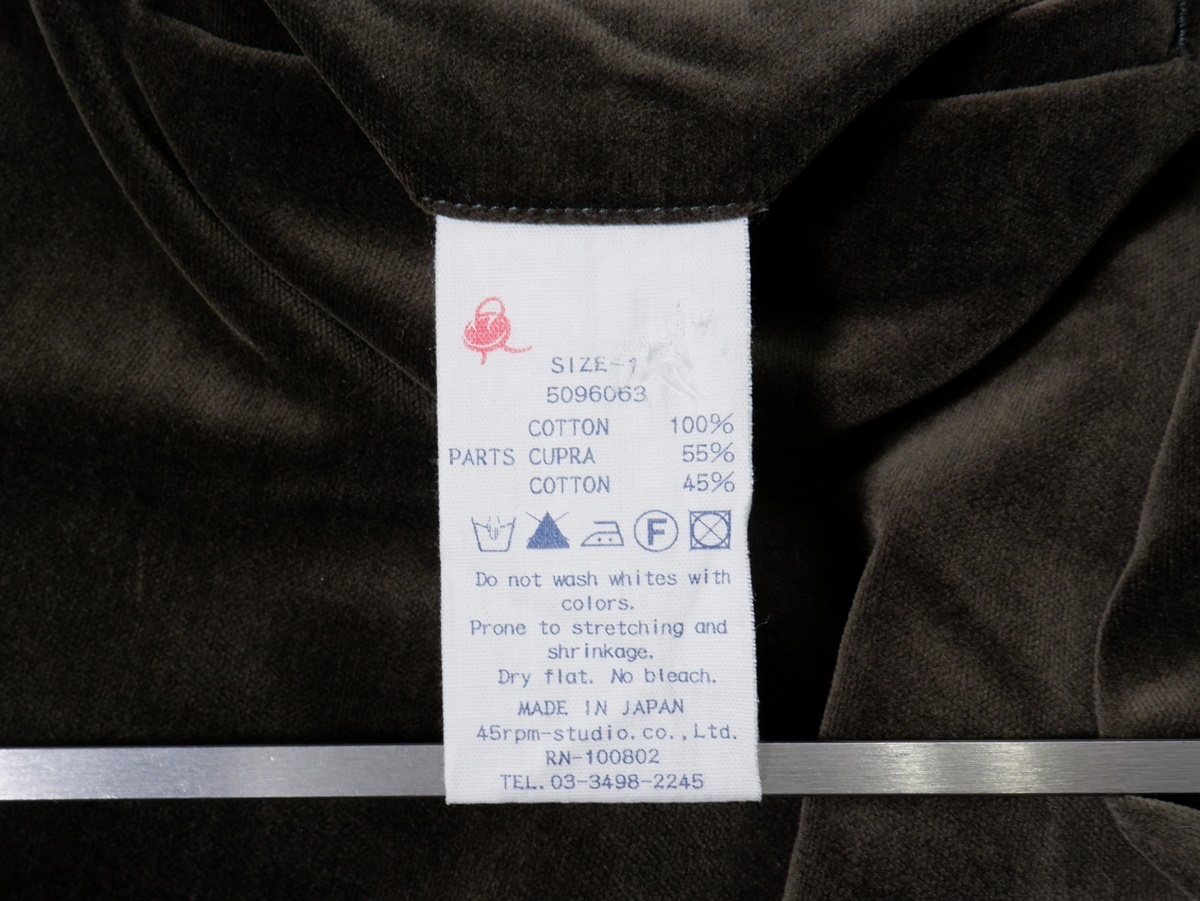 SIZE-1
5096063
COTTON 100%
PARTS CUPRA 55%
COTTON 45%
F
Do not wash whites with
colors.
Prone to stretching and
shrinkage.
Dry flat. No bleach.
MADE IN JAPAN
45rpm-studio.co.,Ltd.
RN-100802
TEL.03-3498-2245